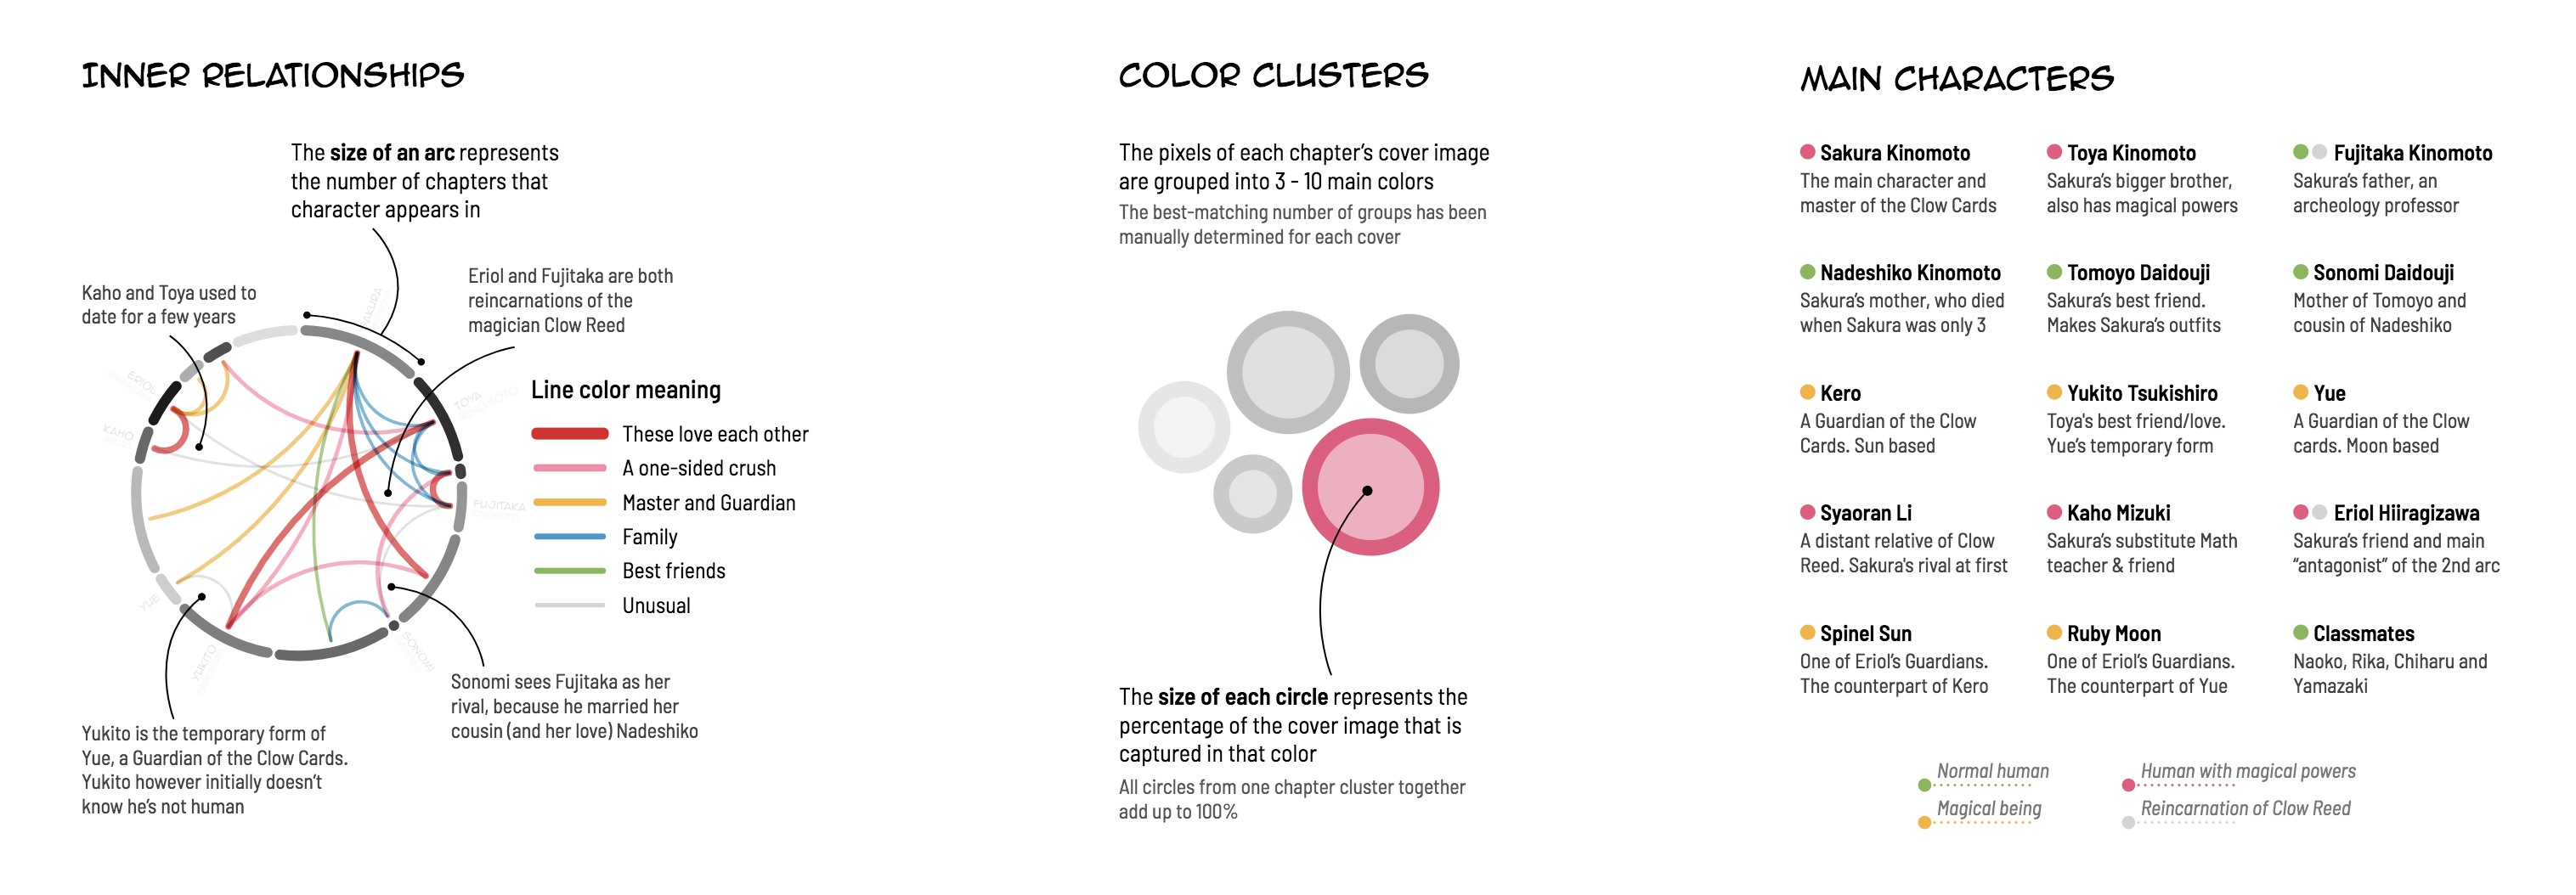 INNER RELATIONSHIPS
The size of an arc represents
the number of chapters that
character appears in
Kaho and Toya used to
date for a few years
Eriol and Fujitaka are both
reincarnations of the
magician Clow Reed
SAKURA
TOYA
KINOMOTO
ERIOL
KAHO
FUJITAKA
YUE
YUKITO
SONOMI
Line color meaning
These love each other
A one-sided crush
Master and Guardian
Family
Best friends
Unusual
Sonomi sees Fujitaka as her
rival, because he married her
cousin (and her love) Nadeshiko
Yukito is the temporary form of
Yue, a Guardian of the Clow Cards.
Yukito however initially doesn't
know he's not human
COLOR CLUSTERS
The pixels of each chapter's cover image
are grouped into 3 - 10 main colors
The best-matching number of groups has been
manually determined for each cover
The size of each circle represents the
percentage of the cover image that is
captured in that color
All circles from one chapter cluster together
add up to 100%
MAIN CHARACTERS
Sakura Kinomoto
The main character and
master of the Clow Cards
Toya Kinomoto
Sakura's bigger brother,
also has magical powers
Fujitaka Kinomoto
Sakura's father, an
archeology professor
Nadeshiko Kinomoto
Sakura's mother, who died
when Sakura was only 3
Tomoyo Daidouji
Sakura's best friend.
Makes Sakura's outfits
Sonomi Daidouji
Mother of Tomoyo and
cousin of Nadeshiko
Kero
A Guardian of the Clow
Cards. Sun based
Yukito Tsukishiro
Toya's best friend/love.
Yue's temporary form
Yue
A Guardian of the Clow
cards. Moon based
Syaoran Li
A distant relative of Clow
Reed. Sakura's rival at first
Kaho Mizuki
Sakura's substitute Math
teacher & friend
Eriol Hiiragizawa
Sakura's friend and main
“antagonist” of the 2nd arc
Spinel Sun
One of Eriol's Guardians.
The counterpart of Kero
Ruby Moon
One of Eriol's Guardians.
The counterpart of Yue
Classmates
Naoko, Rika, Chiharu and
Yamazaki
Normal human
Human with magical powers
Magical being
Reincarnation of Clow Reed